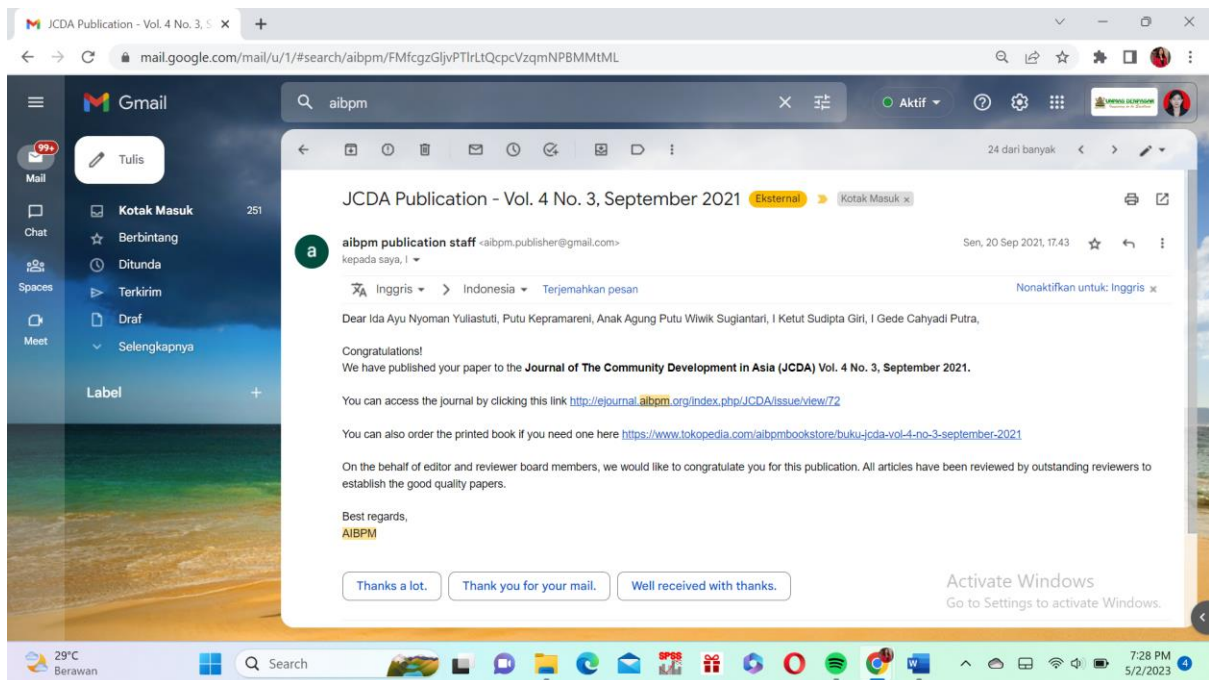 JCDA Publication - Vol. 4 No. 3, S
mail.google.com/mail/u/1/#search/aibpm/FMfcgzGljvPTlrLtQcpcVzqmNPBMMtML
Gmail
aibpm
Aktif
99+
Mail
Tulis
24 dari banyak
Chat
Spaces
Meet
Kotak Masuk 251
Berbintang
Ditunda
Terkirim
Draf
Selengkapnya
Label
JCDA Publication - Vol. 4 No. 3, September 2021 Eksternal Kotak Masuk x
a
aibpm publication staff <aibpm.publisher@gmail.com> Sen, 20 Sep 2021, 17.43
kepada saya, I
Inggris > Indonesia Terjemahkan pesan Nonaktifkan untuk: Inggris x
Dear Ida Ayu Nyoman Yuliastuti, Putu Kepramareni, Anak Agung Putu Wiwik Sugiantari, I Ketut Sudipta Giri, I Gede Cahyadi Putra,
Congratulations!
We have published your paper to the Journal of The Community Development in Asia (JCDA) Vol. 4 No. 3, September 2021.
You can access the journal by clicking this link http://ejournal.aibpm.org/index.php/JCDA/issue/view/72
You can also order the printed book if you need one here https://www.tokopedia.com/aibpmbookstore/buku-jcda-vol-4-no-3-september-2021
On the behalf of editor and reviewer board members, we would like to congratulate you for this publication. All articles have been reviewed by outstanding reviewers to
establish the good quality papers.
Best regards,
AIBPM
Thanks a lot. Thank you for your mail. Well received with thanks.
Activate Windows
Go to Settings to activate Windows.
29°C
Berawan
Search
SPSS
7:28 PM
5/2/2023
4